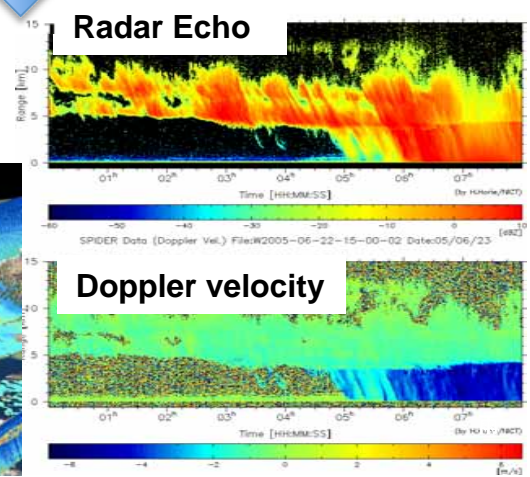 Radar Echo
15
10
5
0
Range [km]
01ʰ 02ʰ 03ʰ 04ʰ 05ʰ 06ʰ 07ʰ
Time [HH:MM:SS]
(by H.Horie/NICT)
-60 -50 -40 -30 -20 -10 0 10
[dBZ]
SPIDER Data (Doppler Vel.) File:W2005-06-22-15-00-02 Date:05/06/23
Doppler velocity
15
10
5
0
[km]
01ʰ 02ʰ 03ʰ 04ʰ 05ʰ 06ʰ 07ʰ
Time [HH:MM:SS]
-6 -4 -2 0 2 4 6
[m/s]